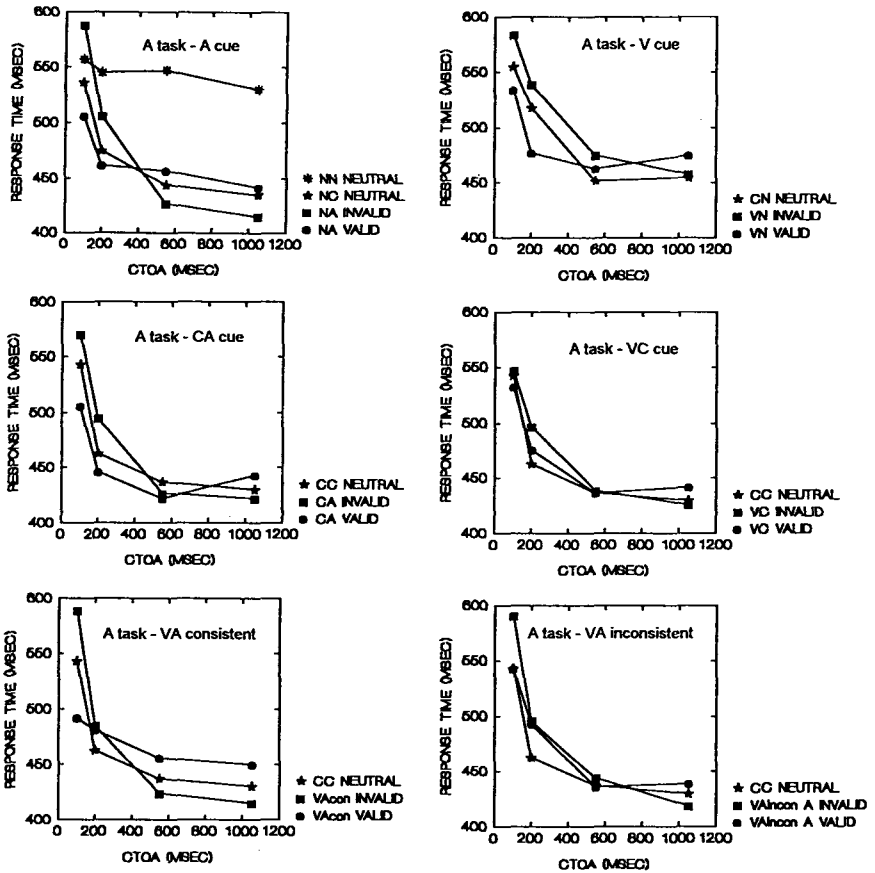 600
A task - A cue
550
500
450
400
RESPONSE TIME (MSEC)
0 200 400 600 800 1000 1200
CTOA (MSEC)
NN NEUTRAL
NC NEUTRAL
NA INVALID
NA VALID
600
A task - V cue
550
500
450
400
RESPONSE TIME (MSEC)
0 200 400 600 800 1000 1200
CTOA (MSEC)
CN NEUTRAL
VN INVALID
VN VALID
600
A task - CA cue
550
500
450
400
RESPONSE TIME (MSEC)
0 200 400 600 800 1000 1200
CTOA (MSEC)
CC NEUTRAL
CA INVALID
CA VALID
600
A task - VC cue
550
500
450
400
RESPONSE TIME (MSEC)
0 200 400 600 800 1000 1200
CTOA (MSEC)
CC NEUTRAL
VC INVALID
VC VALID
600
A task - VA consistent
550
500
450
400
RESPONSE TIME (MSEC)
0 200 400 600 800 1000 1200
CTOA (MSEC)
CC NEUTRAL
VAcon INVALID
VAcon VALID
600
A task - VA inconsistent
550
500
450
400
RESPONSE TIME (MSEC)
0 200 400 600 800 1000 1200
CTOA (MSEC)
CC NEUTRAL
VAincon A INVALID
VAincon A VALID